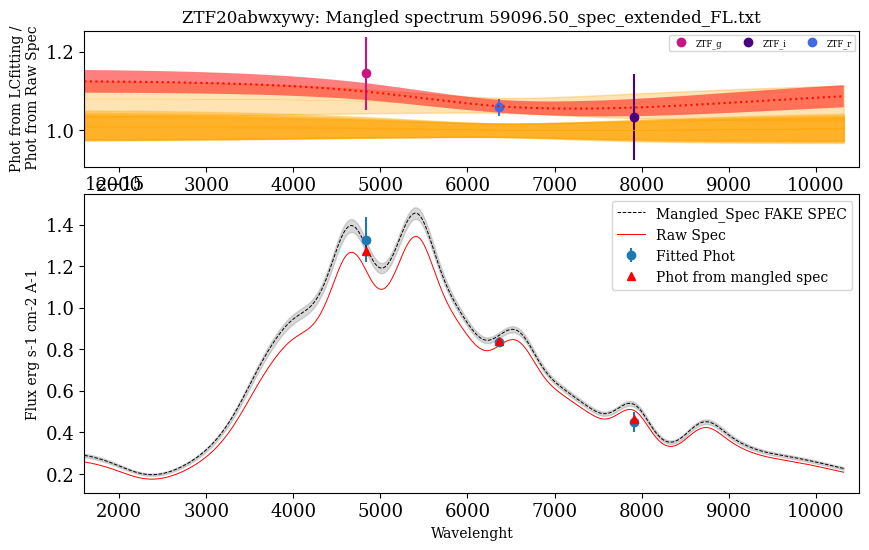 ZTF20abwxywy: Mangled spectrum 59096.50_spec_extended_FL.txt
Phot from LCfitting /
Phot from Raw Spec
1.2
1.0
ZTF_g
ZTF_i
ZTF_r
2000 3000 4000 5000 6000 7000 8000 9000 10000
1e−15
Flux erg s-1 cm-2 A-1
1.4
1.2
1.0
0.8
0.6
0.4
0.2
Mangled_Spec FAKE SPEC
Raw Spec
Fitted Phot
Phot from mangled spec
2000 3000 4000 5000 6000 7000 8000 9000 10000
Wavelenght